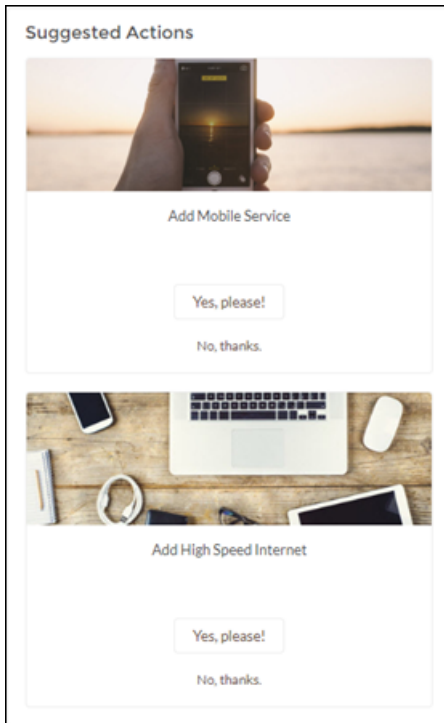 Suggested Actions
Add Mobile Service
Yes, please!
No, thanks.
Add High Speed Internet
Yes, please!
No, thanks.